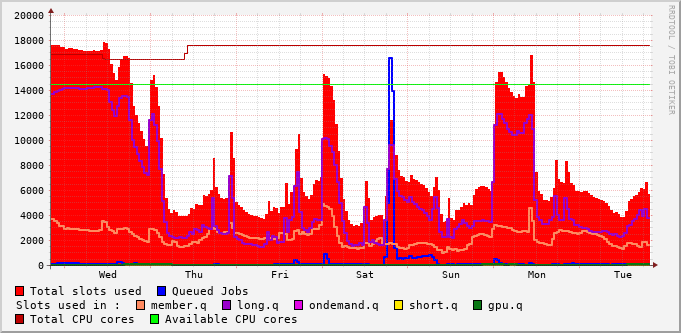 20000
18000
16000
14000
12000
10000
8000
6000
4000
2000
0
Wed Thu Fri Sat Sun Mon Tue
RRDTOOL / TOBI OETIKER
Total slots used Queued Jobs
Slots used in : member.q long.q ondemand.q short.q gpu.q
Total CPU cores Available CPU cores